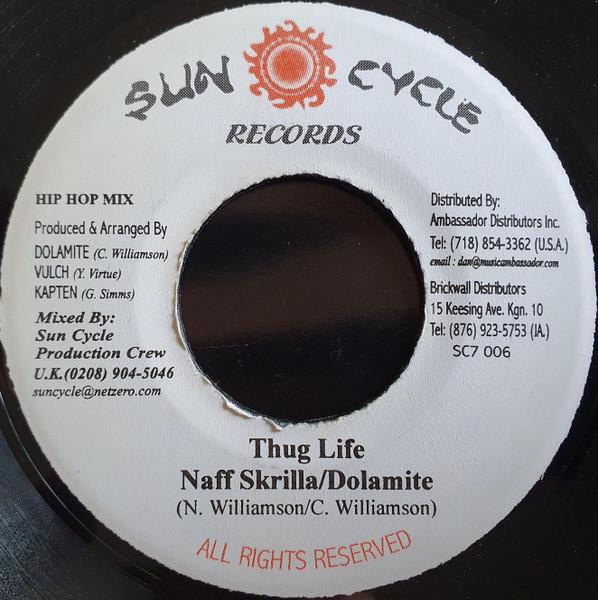 SUN CYCLE
RECORDS
HIP HOP MIX
Produced & Arranged By
DOLAMITE (C. Williamson)
VULCH (Y. Virtue)
KAPTEN (G. Simms)
Mixed By:
Sun Cycle
Production Crew
U.K.(0208) 904-5046
suncycle@netzero.com
Distributed By:
Ambassador Distributors Inc.
Tel: (718) 854-3362 (U.S.A.)
email : dan@musicambassador.com
Brickwall Distributors
15 Keesing Ave. Kgn. 10
Tel: (876) 923-5753 (JA.)
SC7 006
Thug Life
Naff Skrilla/Dolamite
(N. Williamson/C. Williamson)
ALL RIGHTS RESERVED